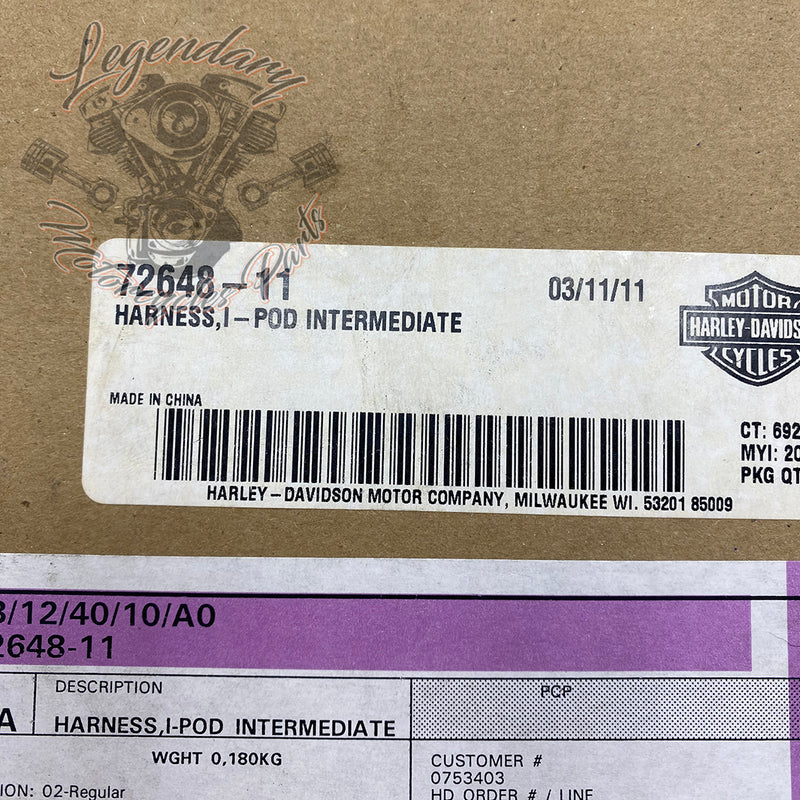 Legendary
Motorcycles Parts
72648-11
03/11/11
HARNESS,I-POD INTERMEDIATE
MOTOR
HARLEY-DAVIDS
CYCLES
MADE IN CHINA
CT: 692
MYI: 20
PKG QT
HARLEY-DAVIDSON MOTOR COMPANY, MILWAUKEE WI. 53201 85009
/12/40/10/A0
2648-11
DESCRIPTION
PCP
A
HARNESS,I-POD INTERMEDIATE
WGHT 0,180KG
CUSTOMER #
0753403
ION: 02-Regular
HD ORDER # / LINE